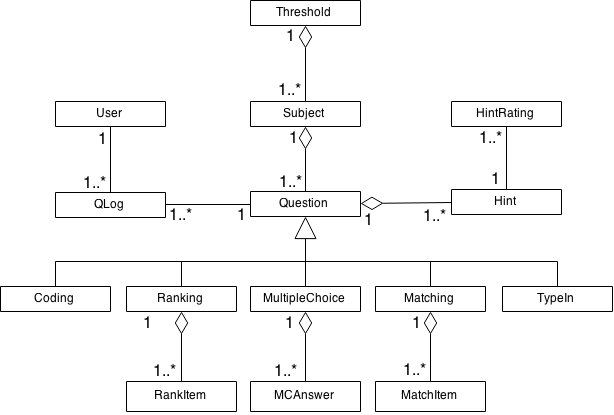 Threshold
1
1..*
User
Subject
HintRating
1
1
1..*
1..*
1..*
1
QLog
Question
Hint
1..*
1
1
1..*
Coding
Ranking
MultipleChoice
Matching
TypeIn
1
1
1
1..*
1..*
1..*
RankItem
MCAnswer
MatchItem